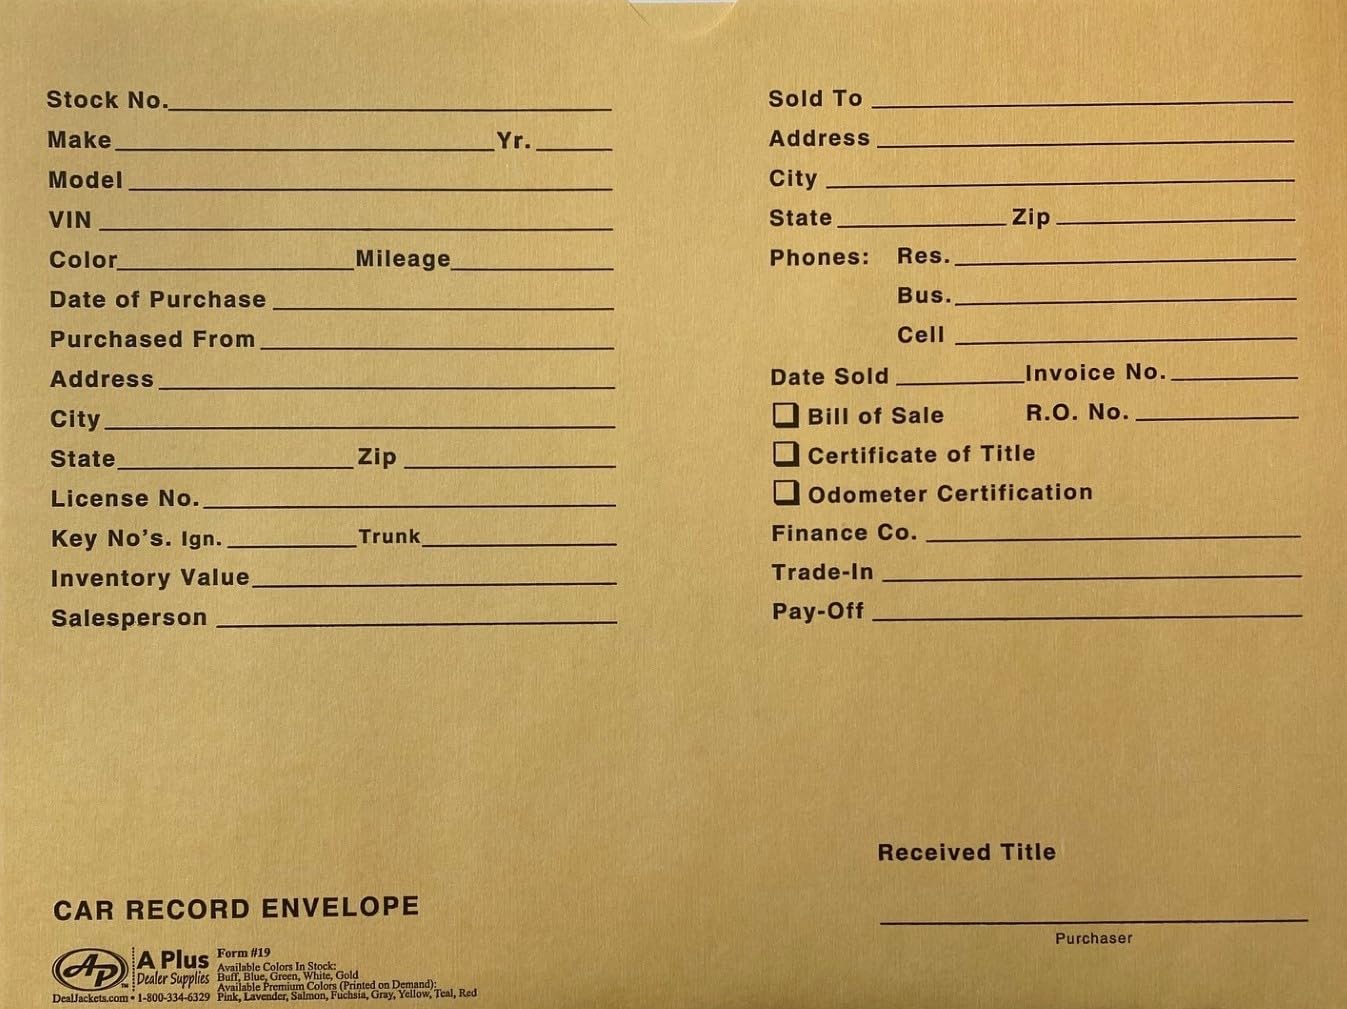 Stock No.
Make Yr.
Model
VIN
Color Mileage
Date of Purchase
Purchased From
Address
City
State Zip
License No.
Key No's. Ign. Trunk
Inventory Value
Salesperson
Sold To
Address
City
State Zip
Phones: Res.
Bus.
Cell
Date Sold Invoice No.
Bill of Sale R.O. No.
Certificate of Title
Odometer Certification
Finance Co.
Trade-In
Pay-Off
Received Title
Purchaser
CAR RECORD ENVELOPE
AP TM
A Plus
Dealer Supplies
DealJackets.com • 1-800-334-6329
Form #19
Available Colors In Stock:
Buff, Blue, Green, White, Gold
Available Premium Colors (Printed on Demand):
Pink, Lavender, Salmon, Fuchsia, Gray, Yellow, Teal, Red